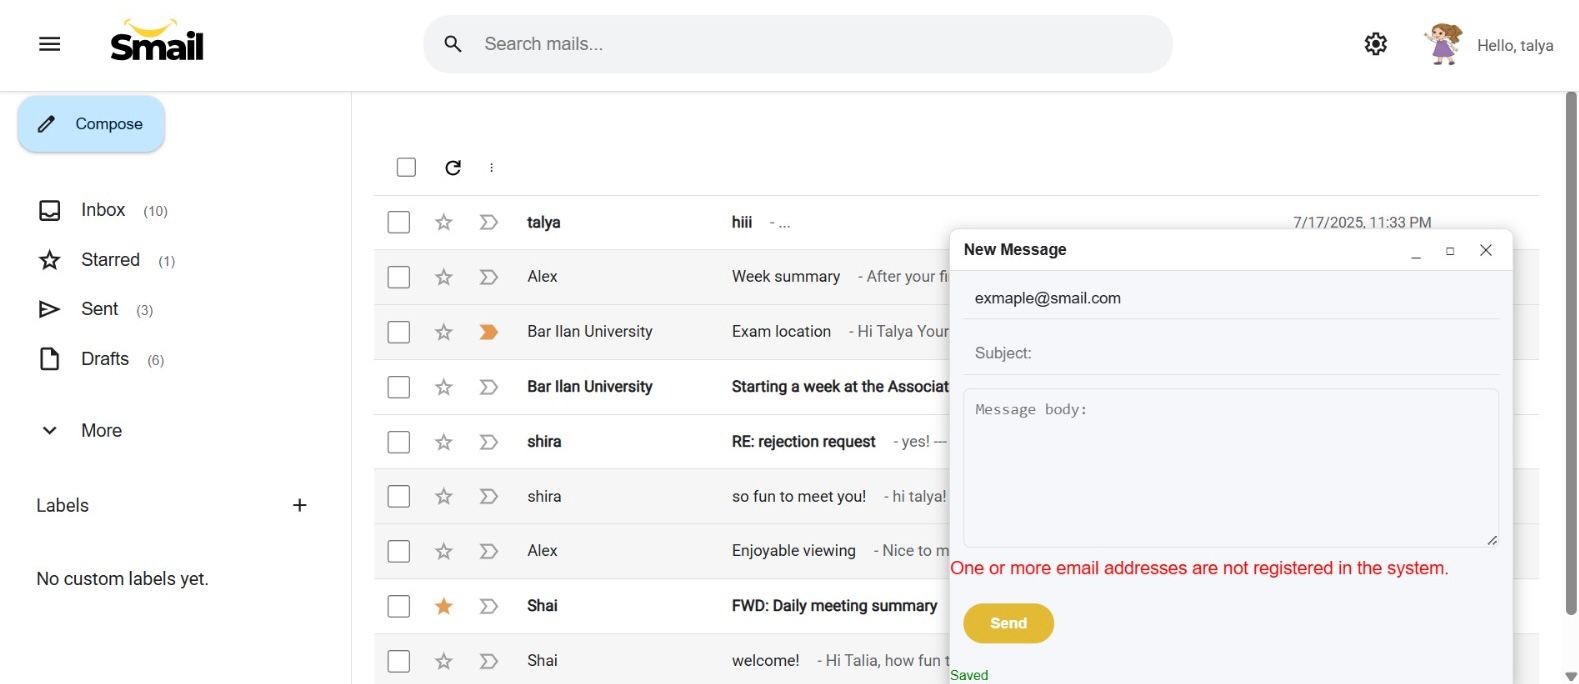 Smail
Search mails...
Hello, talya
Compose
Inbox (10)
Starred (1)
Sent (3)
Drafts (6)
More
Labels +
No custom labels yet.
talya hiii - ... 7/17/2025, 11:33 PM
Alex Week summary - After your fi
Bar Ilan University Exam location - Hi Talya Your
Bar Ilan University Starting a week at the Associat
shira RE: rejection request - yes! ---
shira so fun to meet you! - hi talya!
Alex Enjoyable viewing - Nice to m
Shai FWD: Daily meeting summary
Shai welcome! - Hi Talia, how fun t
New Message
exmaple@smail.com
Subject:
Message body:
One or more email addresses are not registered in the system.
Send
Saved